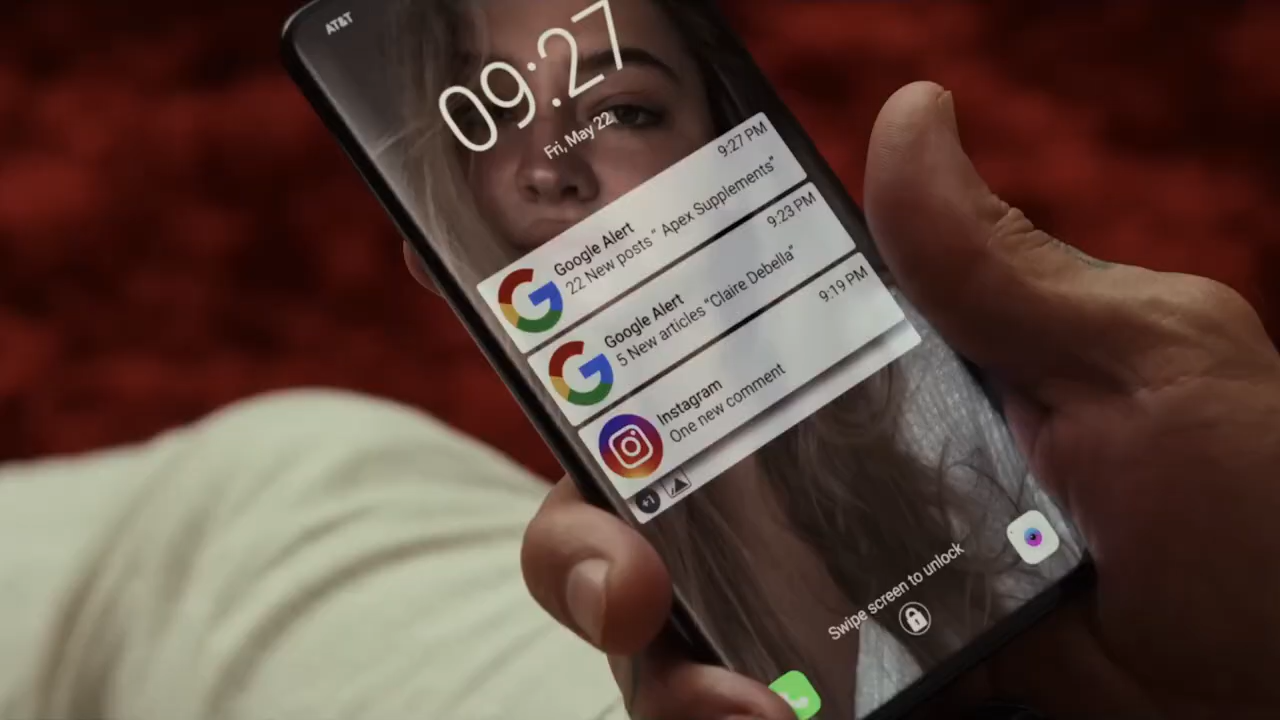 AT&T
09:27
Fri, May 22
9:27 PM
Google Alert
22 New posts “ Apex Supplements”
9:23 PM
Google Alert
5 New articles “Claire Debella”
9:19 PM
Instagram
One new comment
+1
Swipe screen to unlock